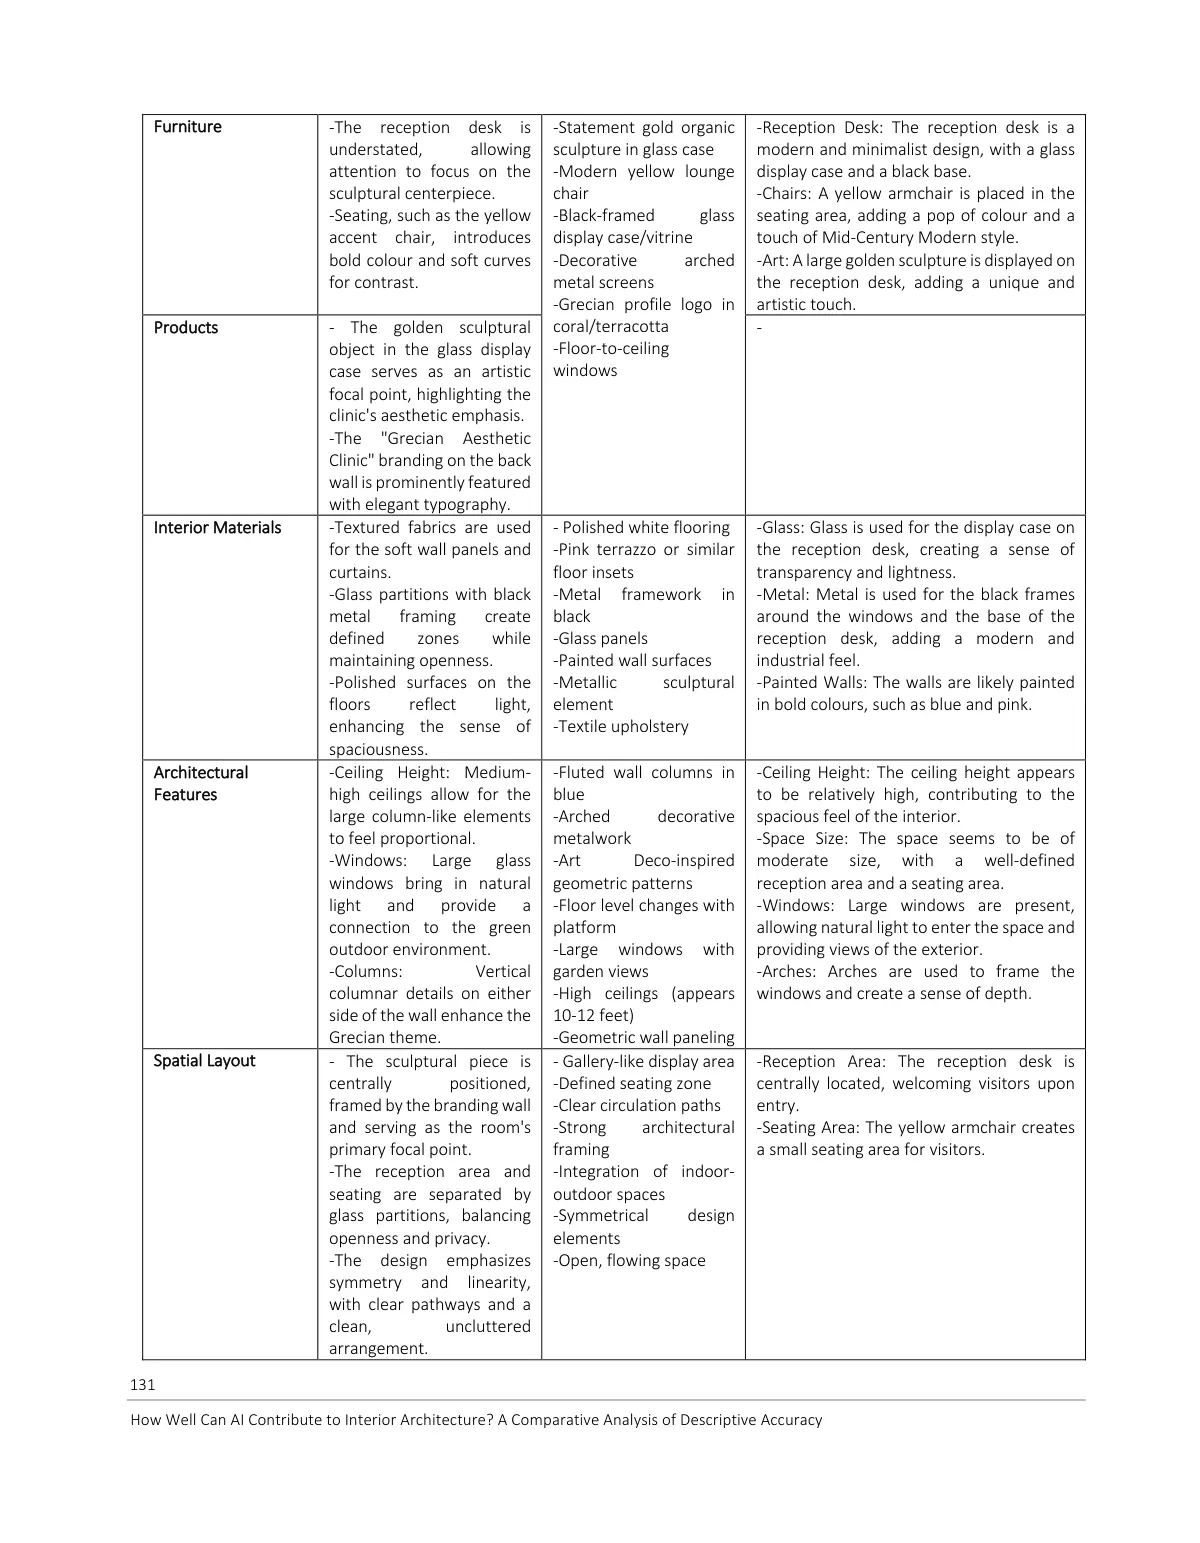 Furniture
-The reception desk is
understated, allowing
attention to focus on the
sculptural centerpiece.
-Seating, such as the yellow
accent chair, introduces
bold colour and soft curves
for contrast.
-Statement gold organic
sculpture in glass case
-Modern yellow lounge
chair
-Black-framed glass
display case/vitrine
-Decorative arched
metal screens
-Grecian profile logo in
coral/terracotta
-Floor-to-ceiling
windows
-Reception Desk: The reception desk is a
modern and minimalist design, with a glass
display case and a black base.
-Chairs: A yellow armchair is placed in the
seating area, adding a pop of colour and a
touch of Mid-Century Modern style.
-Art: A large golden sculpture is displayed on
the reception desk, adding a unique and
artistic touch.
Products
- The golden sculptural
object in the glass display
case serves as an artistic
focal point, highlighting the
clinic's aesthetic emphasis.
-The "Grecian Aesthetic
Clinic" branding on the back
wall is prominently featured
with elegant typography.
-
Interior Materials
-Textured fabrics are used
for the soft wall panels and
curtains.
-Glass partitions with black
metal framing create
defined zones while
maintaining openness.
-Polished surfaces on the
floors reflect light,
enhancing the sense of
spaciousness.
- Polished white flooring
-Pink terrazzo or similar
floor insets
-Metal framework in
black
-Glass panels
-Painted wall surfaces
-Metallic sculptural
element
-Textile upholstery
-Glass: Glass is used for the display case on
the reception desk, creating a sense of
transparency and lightness.
-Metal: Metal is used for the black frames
around the windows and the base of the
reception desk, adding a modern and
industrial feel.
-Painted Walls: The walls are likely painted
in bold colours, such as blue and pink.
Architectural
Features
-Ceiling Height: Medium-
high ceilings allow for the
large column-like elements
to feel proportional.
-Windows: Large glass
windows bring in natural
light and provide a
connection to the green
outdoor environment.
-Columns: Vertical
columnar details on either
side of the wall enhance the
Grecian theme.
-Fluted wall columns in
blue
-Arched decorative
metalwork
-Art Deco-inspired
geometric patterns
-Floor level changes with
platform
-Large windows with
garden views
-High ceilings (appears
10-12 feet)
-Geometric wall paneling
-Ceiling Height: The ceiling height appears
to be relatively high, contributing to the
spacious feel of the interior.
-Space Size: The space seems to be of
moderate size, with a well-defined
reception area and a seating area.
-Windows: Large windows are present,
allowing natural light to enter the space and
providing views of the exterior.
-Arches: Arches are used to frame the
windows and create a sense of depth.
Spatial Layout
- The sculptural piece is
centrally positioned,
framed by the branding wall
and serving as the room's
primary focal point.
-The reception area and
seating are separated by
glass partitions, balancing
openness and privacy.
-The design emphasizes
symmetry and linearity,
with clear pathways and a
clean, uncluttered
arrangement.
- Gallery-like display area
-Defined seating zone
-Clear circulation paths
-Strong architectural
framing
-Integration of indoor-
outdoor spaces
-Symmetrical design
elements
-Open, flowing space
-Reception Area: The reception desk is
centrally located, welcoming visitors upon
entry.
-Seating Area: The yellow armchair creates
a small seating area for visitors.
131
How Well Can AI Contribute to Interior Architecture? A Comparative Analysis of Descriptive Accuracy